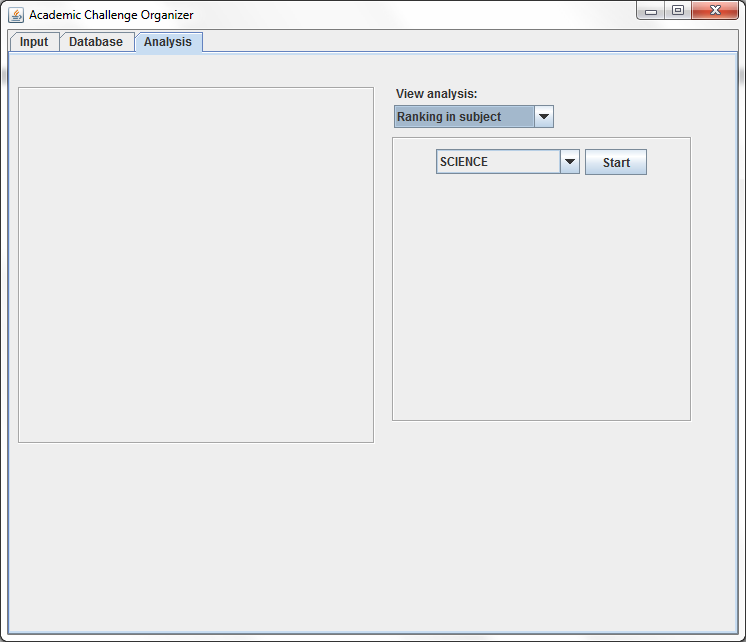 Academic Challenge Organizer
Input Database Analysis
View analysis:
Ranking in subject
SCIENCE Start